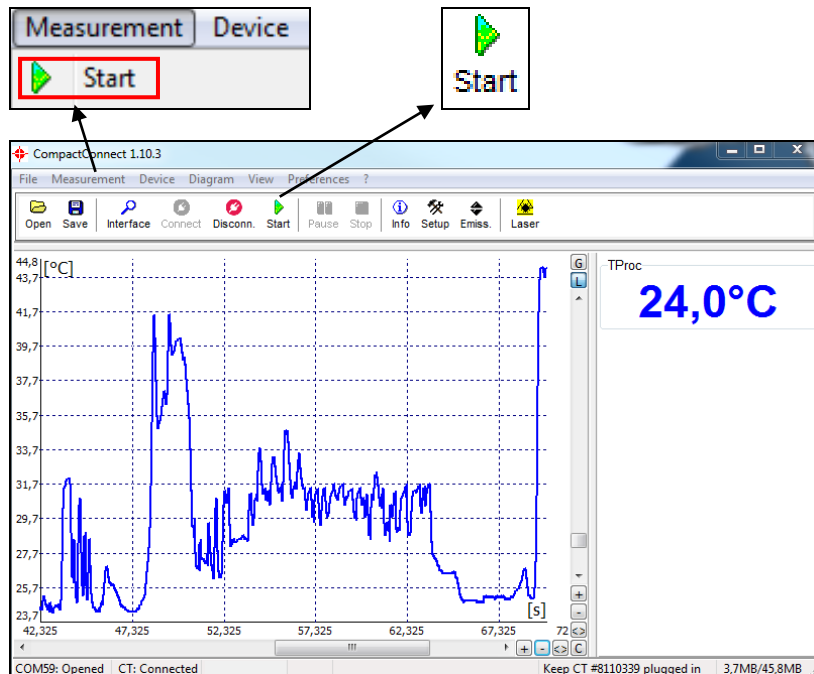 Measurement Device
Start
Start
CompactConnect 1.10.3
File Measurement Device Diagram View Preferences ?
Open Save Interface Connect Disconn. Start Pause Stop Info Setup Emiss. Laser
44,8 [°C]
43,7
41,7
39,7
37,7
35,7
33,7
31,7
29,7
27,7
25,7
23,7
[s]
42,325 47,325 52,325 57,325 62,325 67,325 72
G
L
+
-
<>
+ - <> C
TProc
24,0°C
COM59: Opened CT: Connected Keep CT #8110339 plugged in 3,7MB/45,8MB